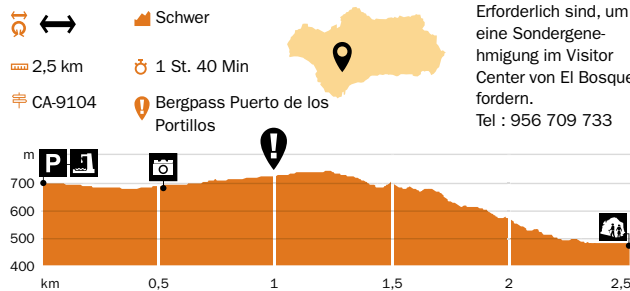 Schwer
2,5 km
1 St. 40 Min
CA-9104
Bergpass Puerto de los
Portillos
Erforderlich sind, um
eine Sondergene-
hmigung im Visitor
Center von El Bosque
fordern.
Tel : 956 709 733
m
P
700
600
500
400
km
0,5
1
1,5
2
2,5